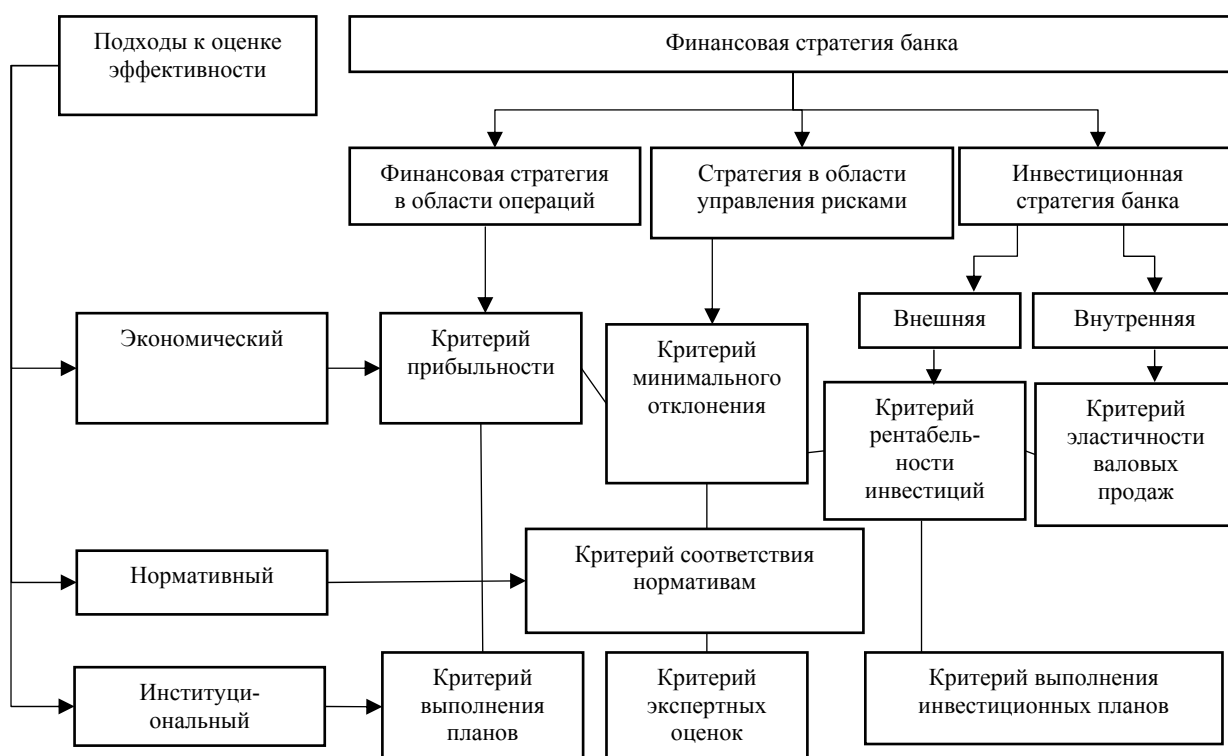 Подходы к оценке
эффективности
Финансовая стратегия банка
Финансовая стратегия
в области операций
Стратегия в области
управления рисками
Инвестиционная
стратегия банка
Внешняя
Внутренняя
Экономический
Критерий
прибыльности
Критерий
минимального
отклонения
Критерий
рентабель-
ности
инвестиций
Критерий
эластичности
валовых
продаж
Нормативный
Критерий соответствия
нормативам
Институци-
ональный
Критерий
выполнения
планов
Критерий
экспертных
оценок
Критерий выполнения
инвестиционных планов